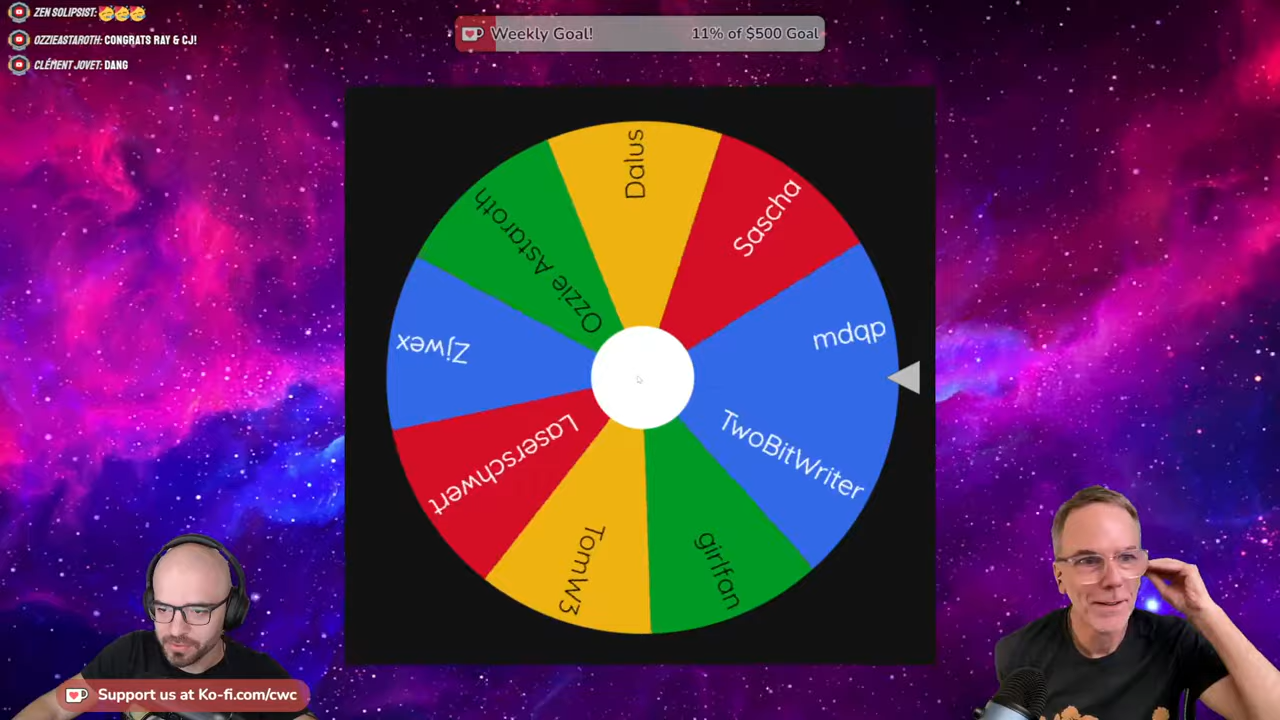 ZEN SOLIPSIST: 🥳🥳🥳
OZZIEASTAROTH: CONGRATS RAY & CJ!
CLÉMENT JOVET: DANG
Weekly Goal! 11% of $500 Goal
Dalus
Sascha
mdqp
TwoBitWriter
girlfan
TomW3
Laserschwert
Zjwex
Ozzie Astaroth
Support us at Ko-fi.com/cwc